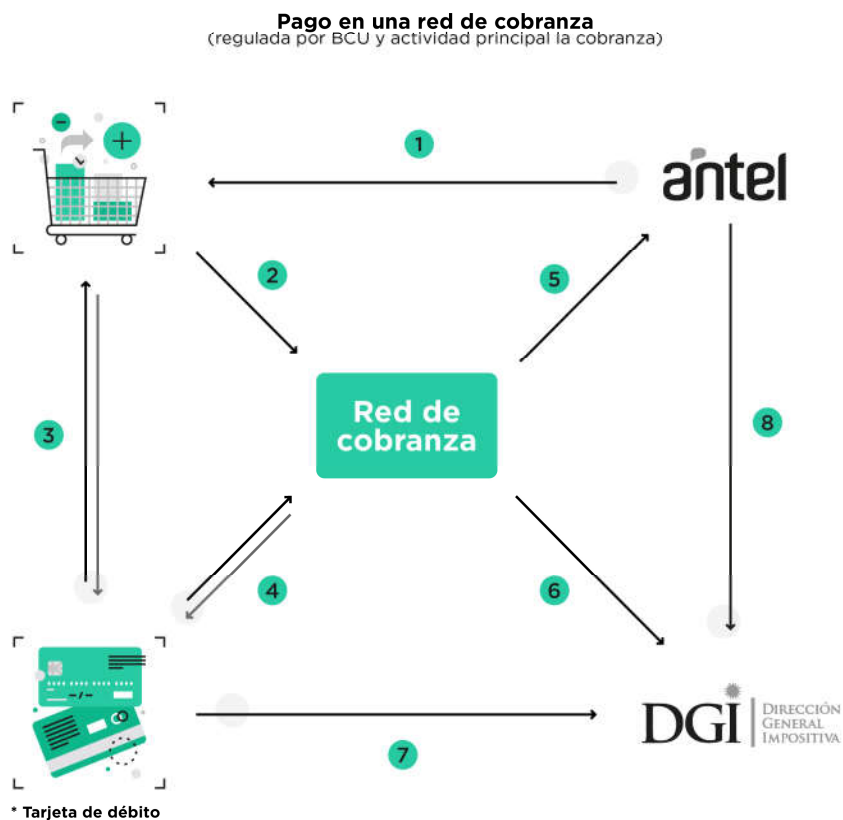 Pago en una red de cobranza
(regulada por BCU y actividad principal la cobranza)
1
antel
2
5
Red de
cobranza
3
8
4
6
DGI
DIRECCIÓN
GENERAL
IMPOSITIVA
7
* Tarjeta de débito